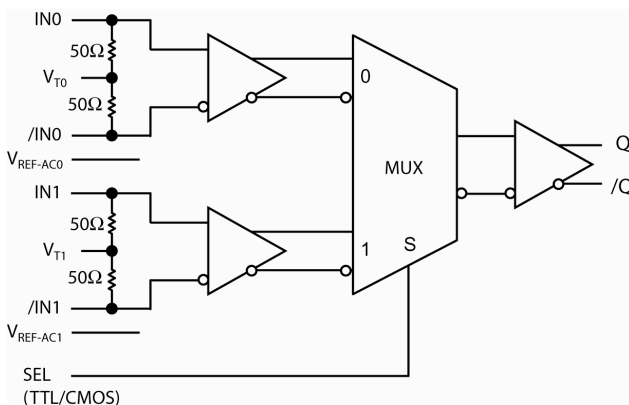 IN0
50Ω
VT0
50Ω
/IN0
VREF-AC0
IN1
50Ω
VT1
50Ω
/IN1
VREF-AC1
SEL
(TTL/CMOS)
0
MUX
1
S
Q
/Q